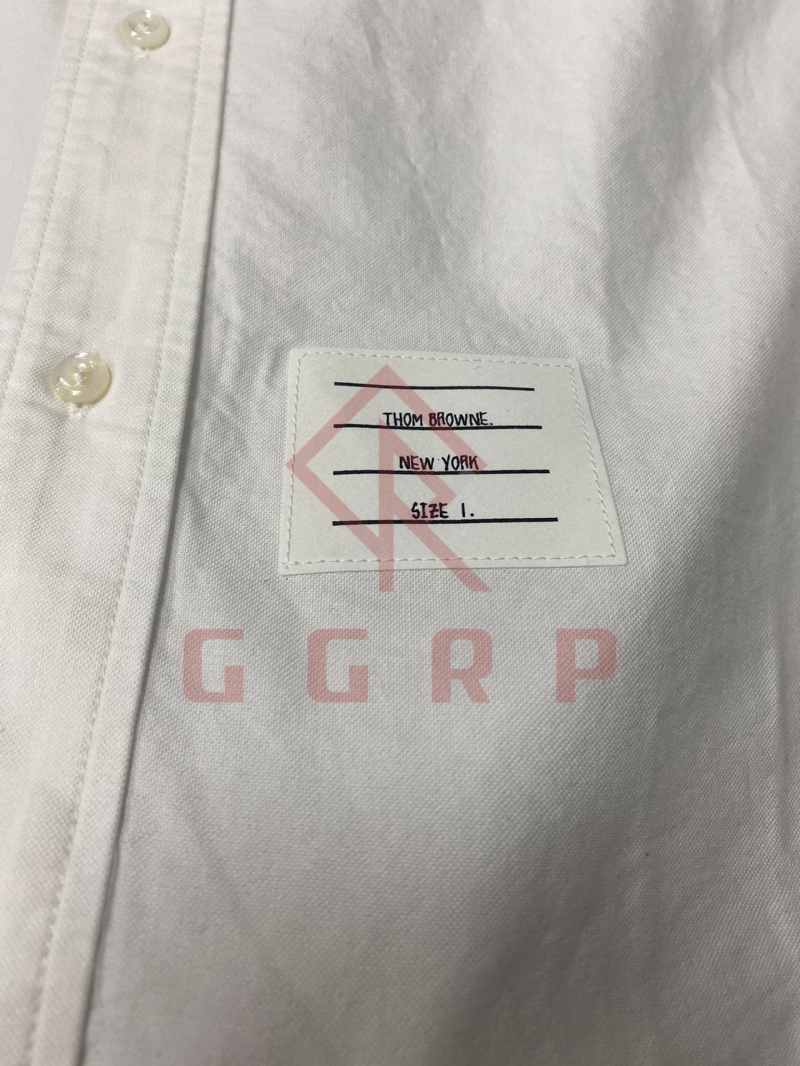 THOM BROWNE.
NEW YORK
SIZE 1.
GGRP